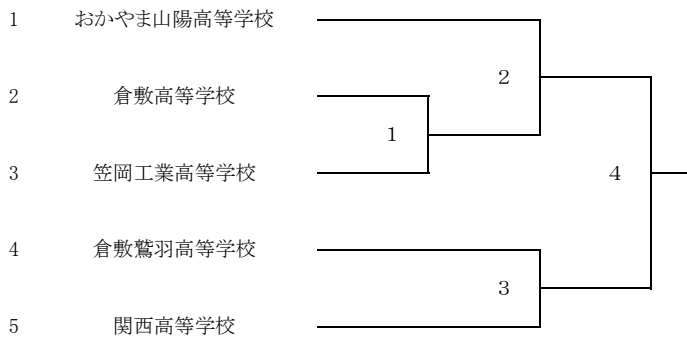 1 おかやま山陽高等学校
2
2 倉敷高等学校
1
3 笠岡工業高等学校
4
4 倉敷鷲羽高等学校
3
5 関西高等学校